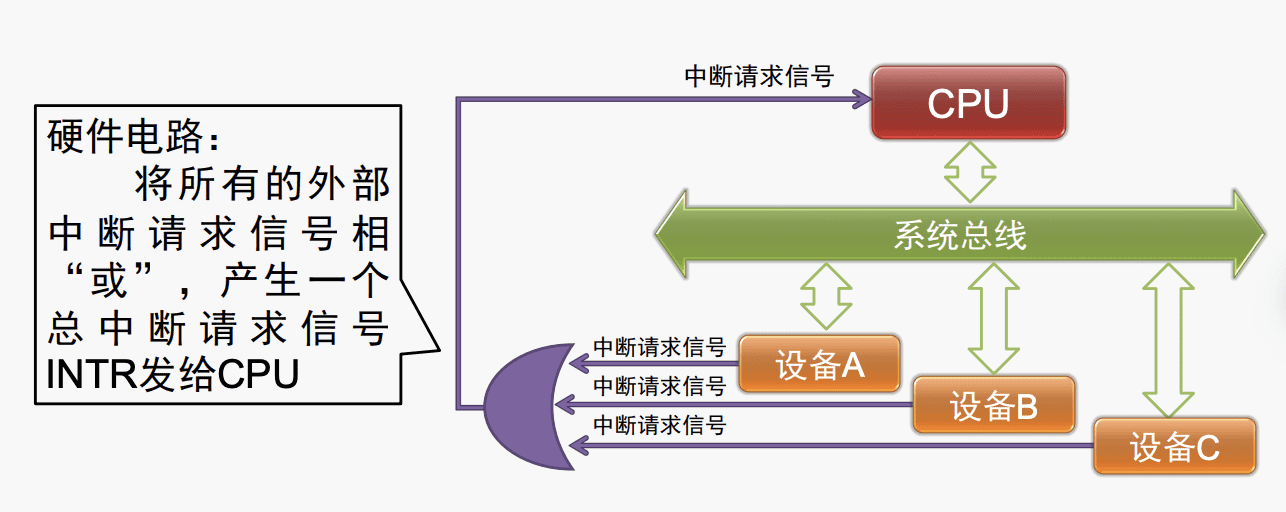 中断请求信号
CPU
硬件电路：
将所有的外部
中断请求信号相
“或”，产生一个
总中断请求信号
INTR发给CPU
系统总线
中断请求信号
设备A
中断请求信号
设备B
中断请求信号
设备C